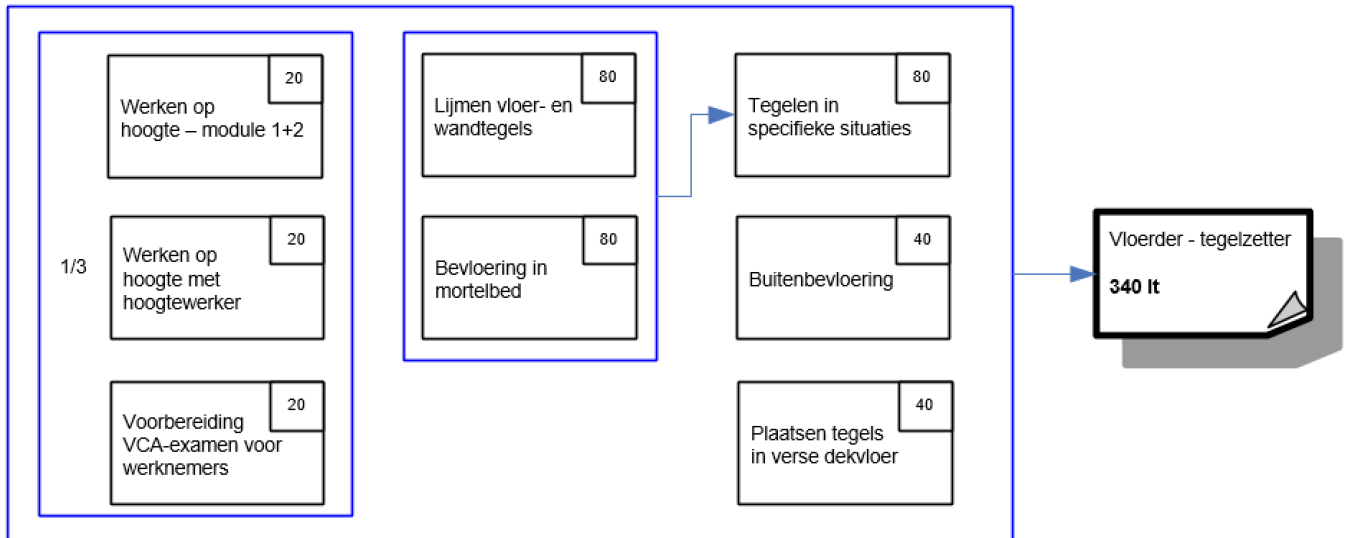 20
Werken op
hoogte – module 1+2
1/3
20
Werken op
hoogte met
hoogtewerker
20
Voorbereiding
VCA-examen voor
werknemers
80
Lijmen vloer- en
wandtegels
80
Bevloering in
mortelbed
80
Tegelen in
specifieke situaties
40
Buitenbevloering
40
Plaatsen tegels
in verse dekvloer
Vloerder - tegelzetter
340 lt